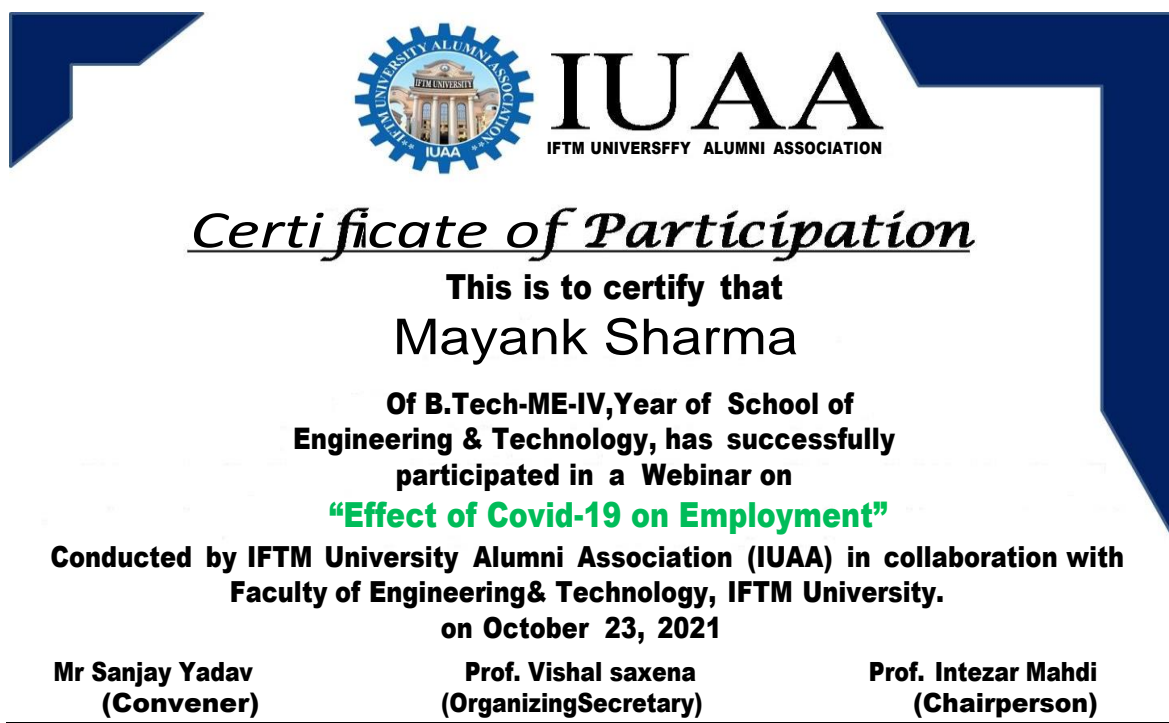 IFTM UNIVERSITY ALUMNI ASSOCIATION
IFTM UNIVERSITY
**IUAA**
IUAA
IFTM UNIVERSFFY ALUMNI ASSOCIATION
Certificate of Participation
This is to certify that
Mayank Sharma
Of B.Tech-ME-IV,Year of School of
Engineering & Technology, has successfully
participated in a Webinar on
“Effect of Covid-19 on Employment”
Conducted by IFTM University Alumni Association (IUAA) in collaboration with
Faculty of Engineering& Technology, IFTM University.
on October 23, 2021
Mr Sanjay Yadav Prof. Vishal saxena Prof. Intezar Mahdi
(Convener) (OrganizingSecretary) (Chairperson)